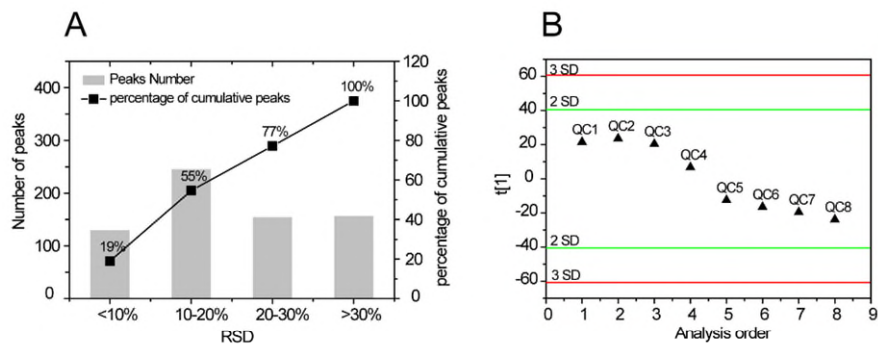 A
Peaks Number
percentage of cumulative peaks
19%
55%
77%
100%
400
300
200
100
0
Number of peaks
120
100
80
60
40
20
0
percentage of cumulative peaks
<10%
10-20%
20-30%
>30%
RSD
B
3 SD
2 SD
QC1
QC2
QC3
QC4
QC5
QC6
QC7
QC8
2 SD
3 SD
60
40
20
0
-20
-40
-60
t[1]
0
1
2
3
4
5
6
7
8
9
Analysis order